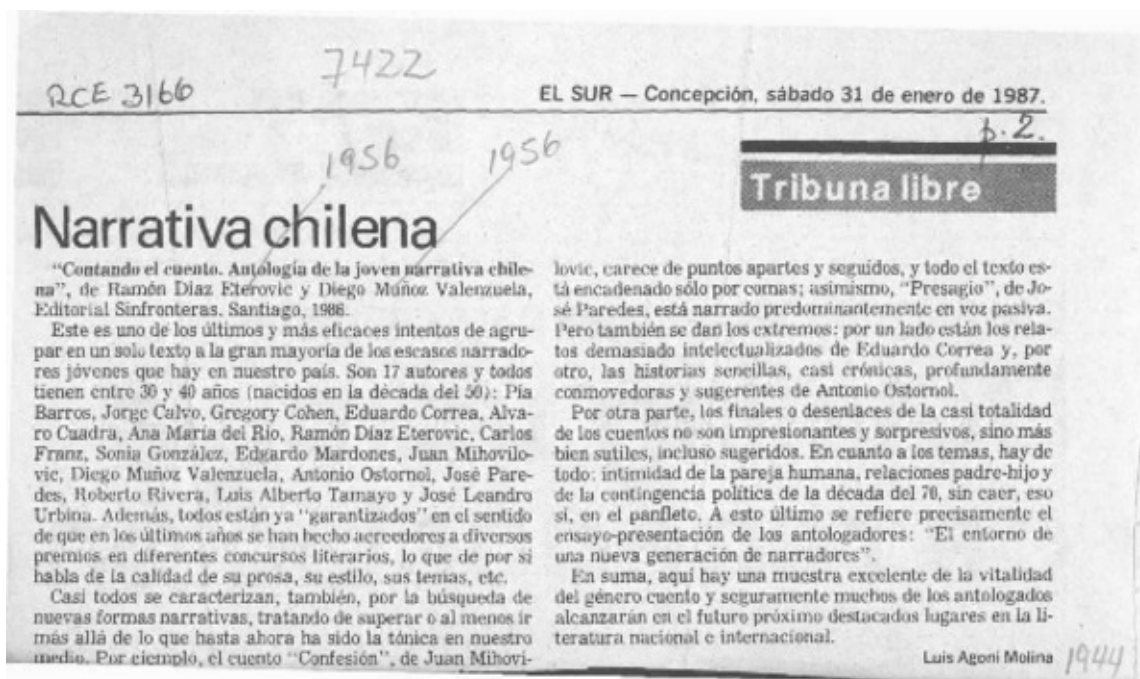 7422
RCE 3166
EL SUR — Concepción, sábado 31 de enero de 1987.
p. 2.
1956 1956
Tribuna libre
Narrativa chilena
"Contando el cuento. Antología de la joven narrativa chile-
na", de Ramón Díaz Eterovic y Diego Muñoz Valenzuela,
Editorial Sinfronteras. Santiago, 1986.
Este es uno de los últimos y más eficaces intentos de agru-
par en un solo texto a la gran mayoría de los escasos narrado-
res jóvenes que hay en nuestro país. Son 17 autores y todos
tienen entre 30 y 40 años (nacidos en la década del 50): Pía
Barros, Jorge Calvo, Gregory Cohen, Eduardo Correa, Alva-
ro Cuadra, Ana María del Río, Ramón Díaz Eterovic, Carlos
Franz, Sonia González, Edgardo Mardones, Juan Mihovilo-
vic, Diego Muñoz Valenzuela, Antonio Ostornol, José Pare-
des, Roberto Rivera, Luis Alberto Tamayo y José Leandro
Urbina. Además, todos están ya "garantizados" en el sentido
de que en los últimos años se han hecho acreedores a diversos
premios en diferentes concursos literarios, lo que de por sí
habla de la calidad de su prosa, su estilo, sus temas, etc.
Casi todos se caracterizan, también, por la búsqueda de
nuevas formas narrativas, tratando de superar o al menos ir
más allá de lo que hasta ahora ha sido la tónica en nuestro
medio. Por ejemplo, el cuento "Confesión", de Juan Mihovi-
lovic, carece de puntos apartes y seguidos, y todo el texto es-
tá encadenado sólo por comas; asimismo, "Presagio", de Jo-
sé Paredes, está narrado predominantemente en voz pasiva.
Pero también se dan los extremos: por un lado están los rela-
tos demasiado intelectualizados de Eduardo Correa y, por
otro, las historias sencillas, casi crónicas, profundamente
conmovedoras y sugerentes de Antonio Ostornol.
Por otra parte, los finales o desenlaces de la casi totalidad
de los cuentos no son impresionantes y sorpresivos, sino más
bien sutiles, incluso sugeridos. En cuanto a los temas, hay de
todo: intimidad de la pareja humana, relaciones padre-hijo y
de la contingencia política de la década del 70, sin caer, eso
sí, en el panfleto. A esto último se refiere precisamente el
ensayo-presentación de los antologadores: "El entorno de
una nueva generación de narradores".
En suma, aquí hay una muestra excelente de la vitalidad
del género cuento y seguramente muchos de los antologados
alcanzarán en el futuro próximo destacados lugares en la li-
teratura nacional e internacional.
Luis Agoni Molina
1944